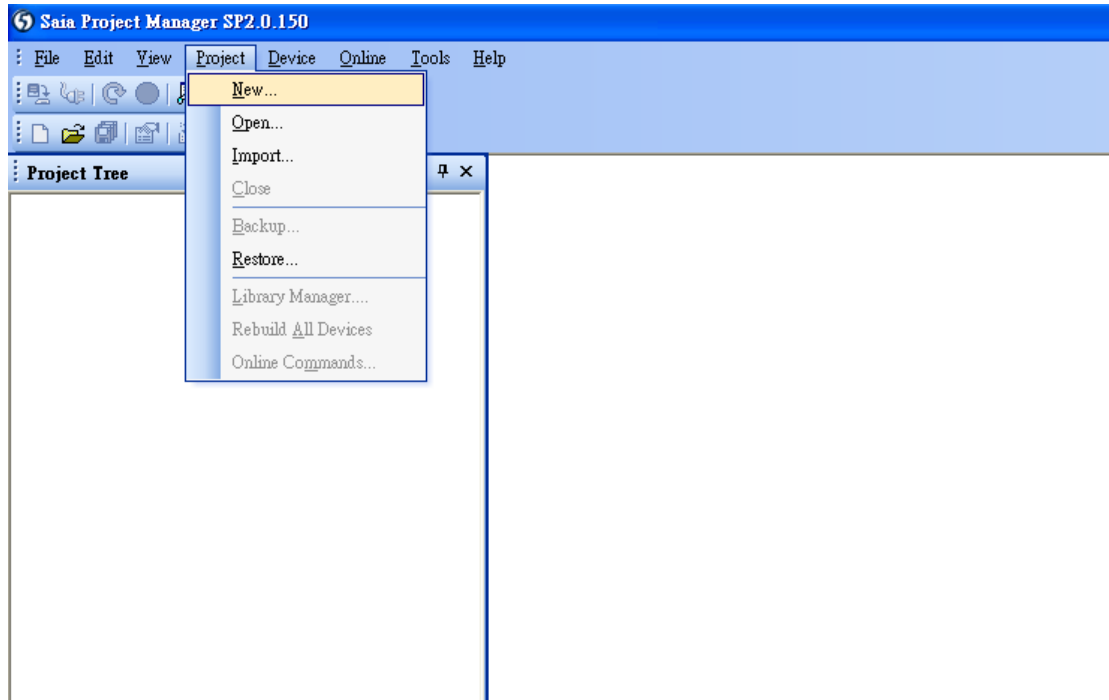 Saia Project Manager SP2.0.150
File Edit View Project Device Online Tools Help
New...
Open...
Import...
Close
Backup...
Restore...
Library Manager....
Rebuild All Devices
Online Commands...
Project Tree